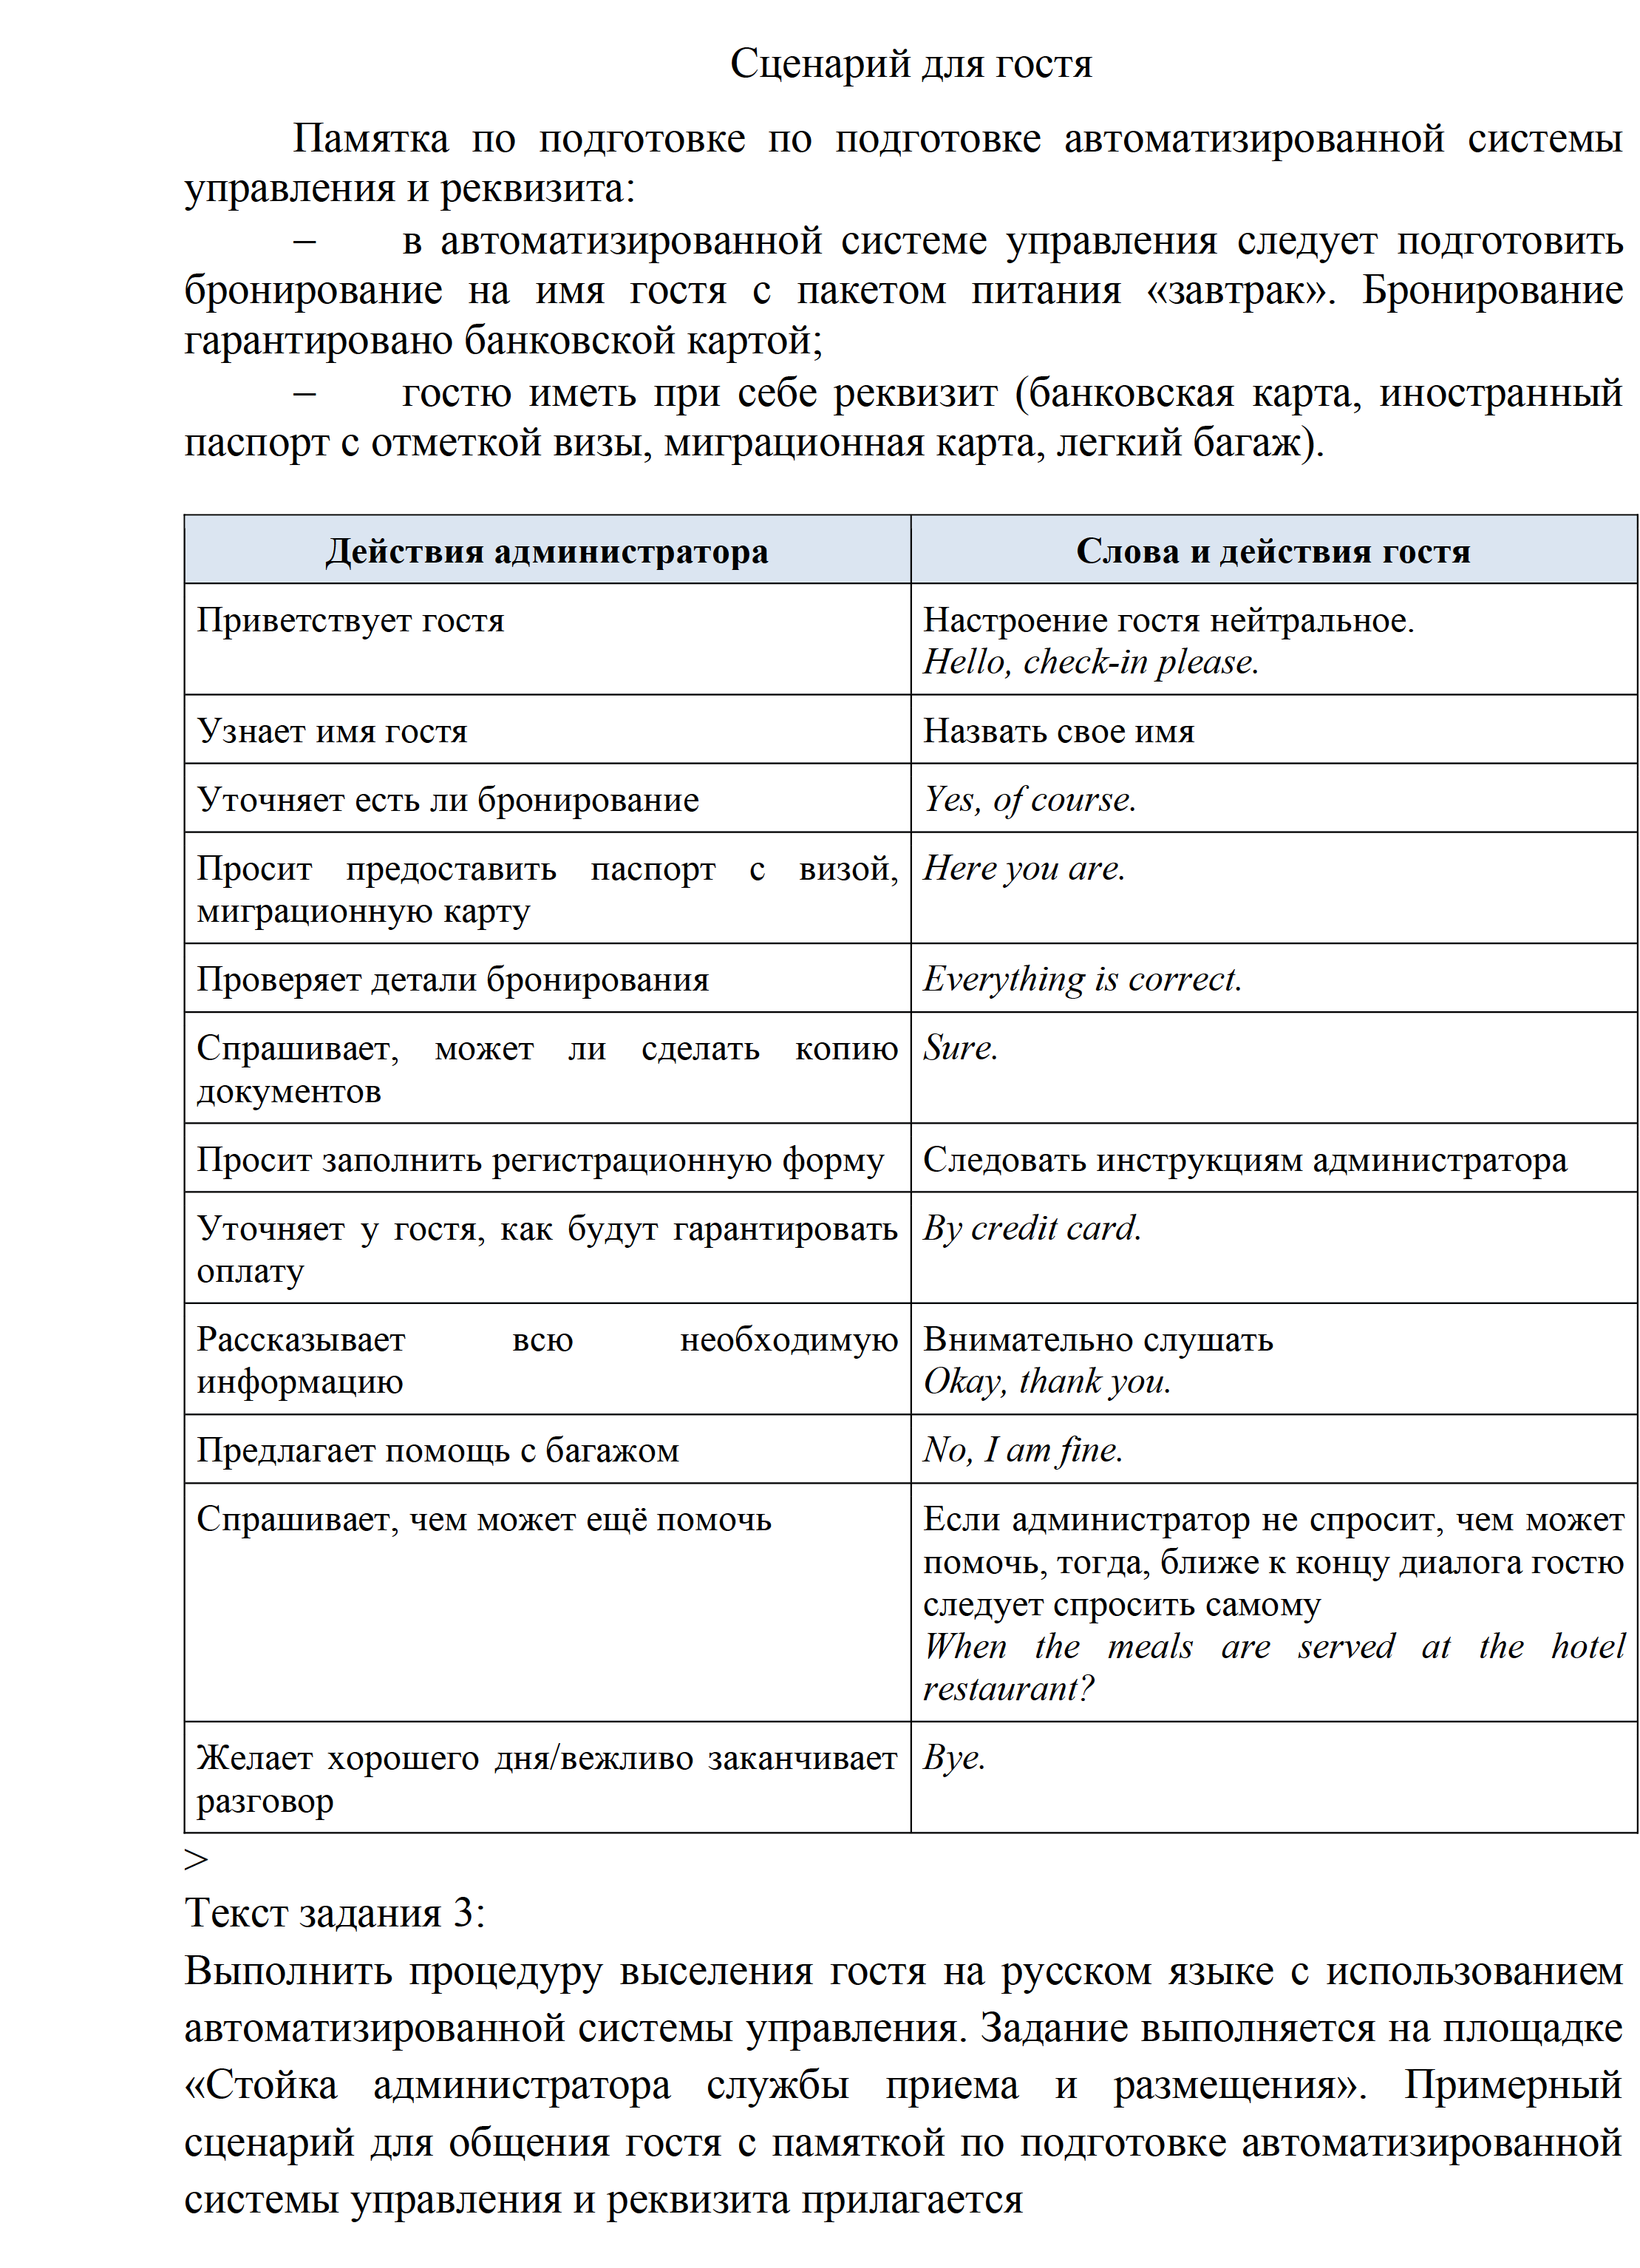 Сценарий для гостя
Памятка по подготовке по подготовке автоматизированной системы
управления и реквизита:
– в автоматизированной системе управления следует подготовить
бронирование на имя гостя с пакетом питания «завтрак». Бронирование
гарантировано банковской картой;
– гостю иметь при себе реквизит (банковская карта, иностранный
паспорт с отметкой визы, миграционная карта, легкий багаж).
Действия администратора
Слова и действия гостя
Приветствует гостя
Настроение гостя нейтральное.
Hello, check-in please.
Узнает имя гостя
Назвать свое имя
Уточняет есть ли бронирование
Yes, of course.
Просит предоставить паспорт с визой,
миграционную карту
Here you are.
Проверяет детали бронирования
Everything is correct.
Спрашивает, может ли сделать копию
документов
Sure.
Просит заполнить регистрационную форму
Следовать инструкциям администратора
Уточняет у гостя, как будут гарантировать
оплату
By credit card.
Рассказывает всю необходимую
информацию
Внимательно слушать
Okay, thank you.
Предлагает помощь с багажом
No, I am fine.
Спрашивает, чем может ещё помочь
Если администратор не спросит, чем может
помочь, тогда, ближе к концу диалога гостю
следует спросить самому
When the meals are served at the hotel
restaurant?
Желает хорошего дня/вежливо заканчивает
разговор
Bye.
>
Текст задания 3:
Выполнить процедуру выселения гостя на русском языке с использованием
автоматизированной системы управления. Задание выполняется на площадке
«Стойка администратора службы приема и размещения». Примерный
сценарий для общения гостя с памяткой по подготовке автоматизированной
системы управления и реквизита прилагается